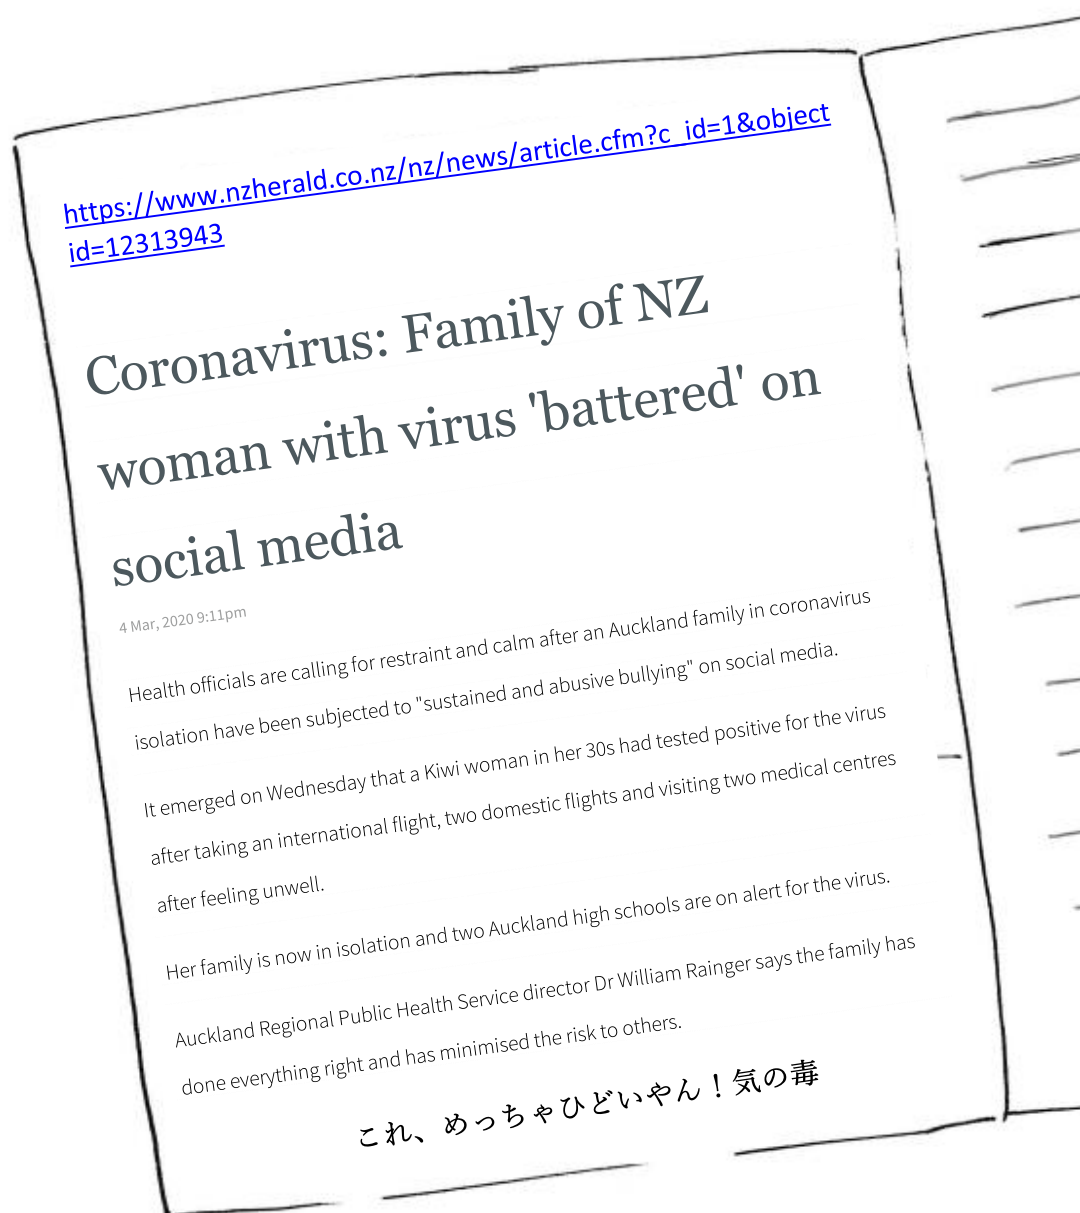 https://www.nzherald.co.nz/nz/news/article.cfm?c_id=1&object
id=12313943
Coronavirus: Family of NZ
woman with virus 'battered' on
social media
4 Mar, 2020 9:11pm
Health officials are calling for restraint and calm after an Auckland family in coronavirus
isolation have been subjected to "sustained and abusive bullying" on social media.
It emerged on Wednesday that a Kiwi woman in her 30s had tested positive for the virus
after taking an international flight, two domestic flights and visiting two medical centres
after feeling unwell.
Her family is now in isolation and two Auckland high schools are on alert for the virus.
Auckland Regional Public Health Service director Dr William Rainger says the family has
done everything right and has minimised the risk to others.
これ、めっちゃひどいやん！気の毒